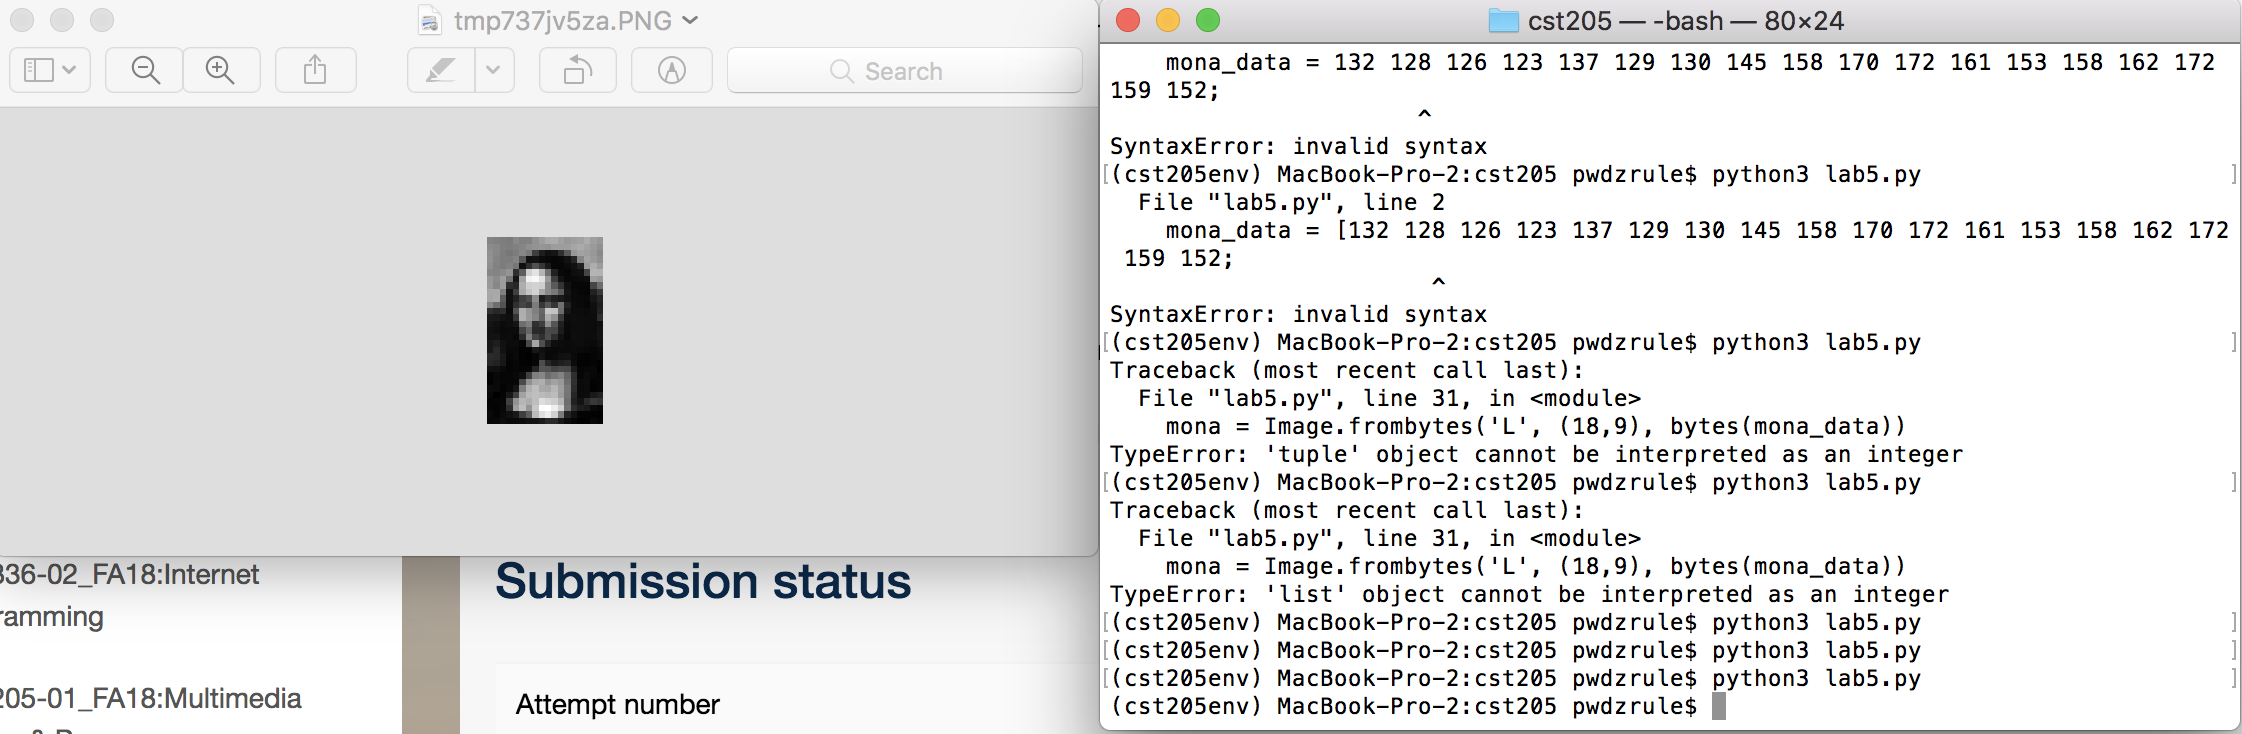 tmp737jv5za.PNG
Search
336-02_FA18:Internet
ramming
205-01_FA18:Multimedia
Submission status
Attempt number
cst205 — -bash — 80×24
mona_data = 132 128 126 123 137 129 130 145 158 170 172 161 153 158 162 172
159 152;
^
SyntaxError: invalid syntax
[(cst205env) MacBook-Pro-2:cst205 pwdzrule$ python3 lab5.py ]
File "lab5.py", line 2
mona_data = [132 128 126 123 137 129 130 145 158 170 172 161 153 158 162 172
159 152;
^
SyntaxError: invalid syntax
[(cst205env) MacBook-Pro-2:cst205 pwdzrule$ python3 lab5.py ]
Traceback (most recent call last):
File "lab5.py", line 31, in <module>
mona = Image.frombytes('L', (18,9), bytes(mona_data))
TypeError: 'tuple' object cannot be interpreted as an integer
[(cst205env) MacBook-Pro-2:cst205 pwdzrule$ python3 lab5.py ]
Traceback (most recent call last):
File "lab5.py", line 31, in <module>
mona = Image.frombytes('L', (18,9), bytes(mona_data))
TypeError: 'list' object cannot be interpreted as an integer
[(cst205env) MacBook-Pro-2:cst205 pwdzrule$ python3 lab5.py ]
[(cst205env) MacBook-Pro-2:cst205 pwdzrule$ python3 lab5.py ]
[(cst205env) MacBook-Pro-2:cst205 pwdzrule$ python3 lab5.py ]
(cst205env) MacBook-Pro-2:cst205 pwdzrule$